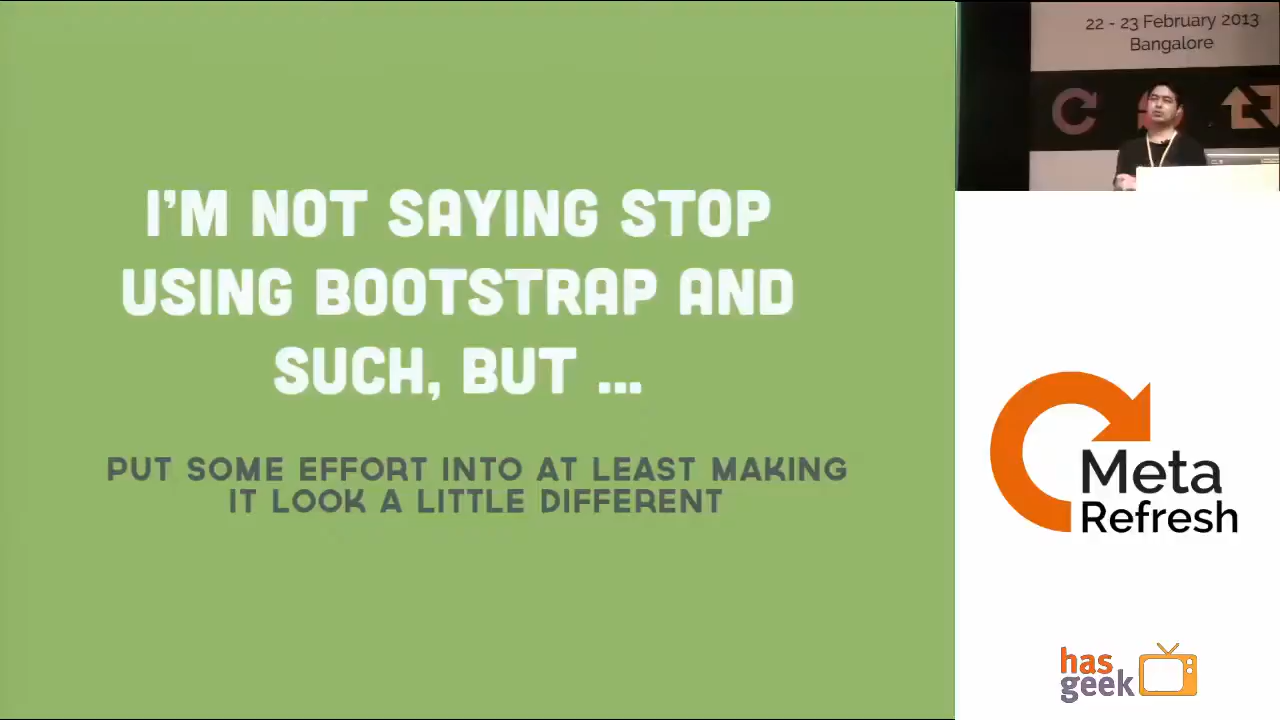 I'M NOT SAYING STOP
USING BOOTSTRAP AND
SUCH, BUT ...
PUT SOME EFFORT INTO AT LEAST MAKING
IT LOOK A LITTLE DIFFERENT
22 - 23 February 2013
Bangalore
Meta
Refresh
has
geek